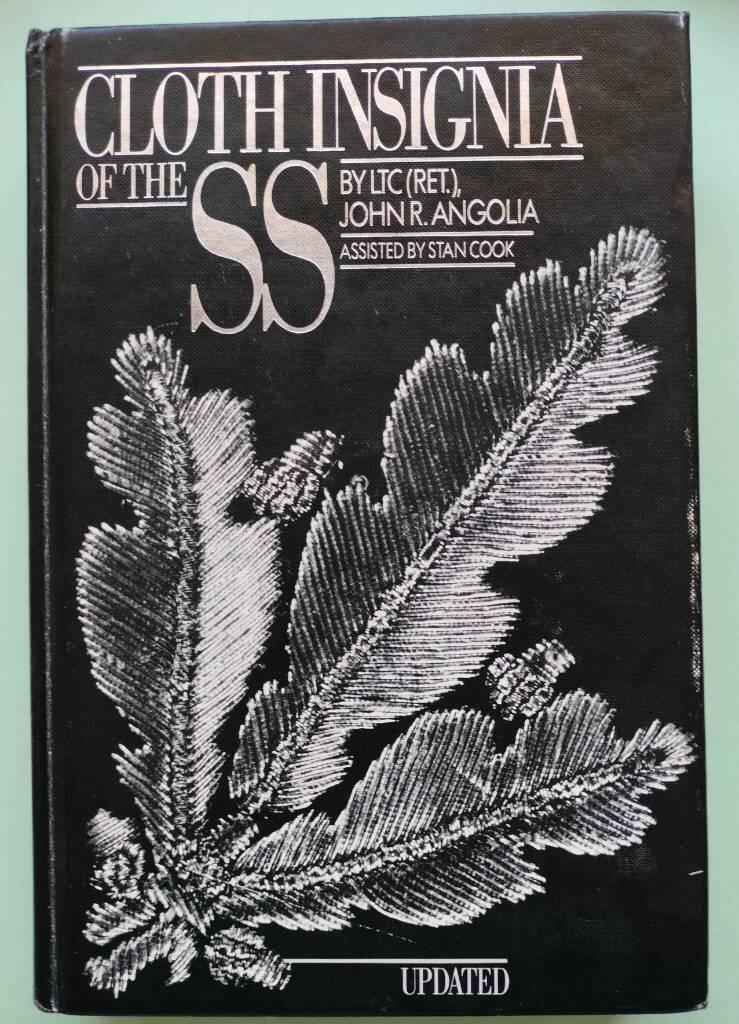 CLOTH INSIGNIA
OF THE SS
BY LTC (RET.),
JOHN R. ANGOLIA
ASSISTED BY STAN COOK
UPDATED